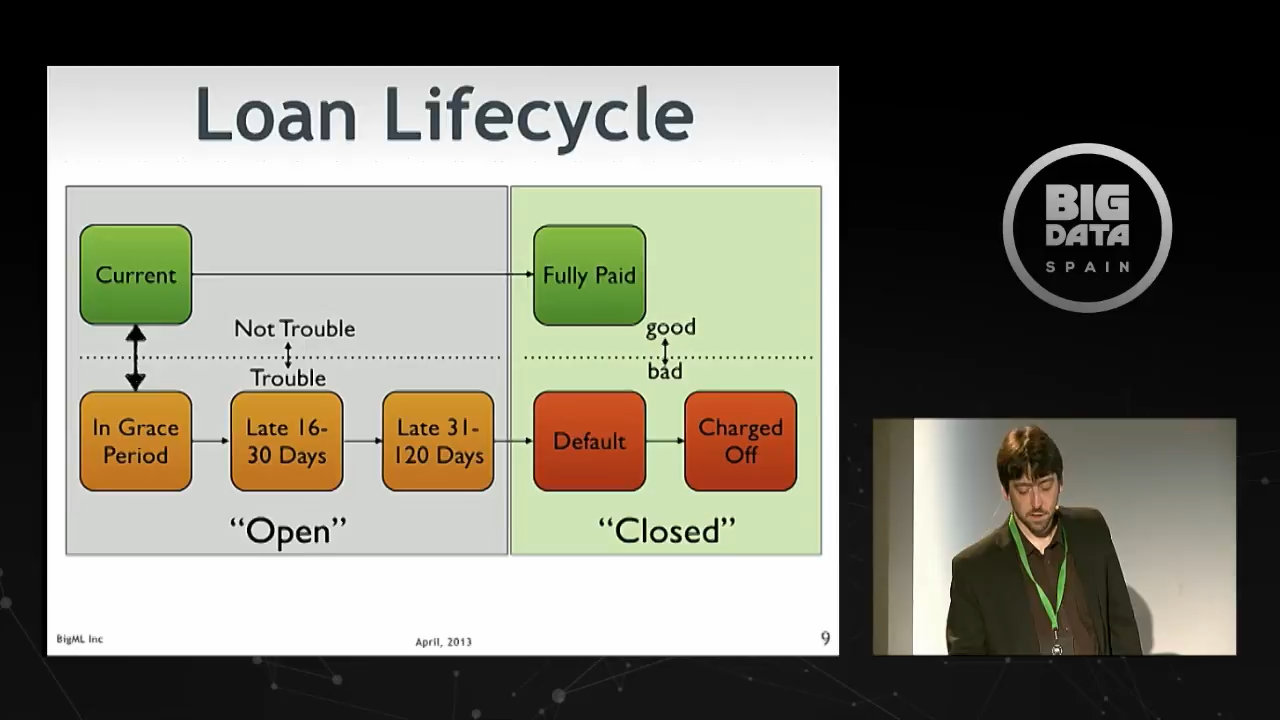 Loan Lifecycle
Current
Fully Paid
Not Trouble
Trouble
good
bad
In Grace
Period
Late 16-
30 Days
Late 31-
120 Days
Default
Charged
Off
“Open”
“Closed”
BigML Inc
April, 2013
9
BIG
DATA
SPAIN